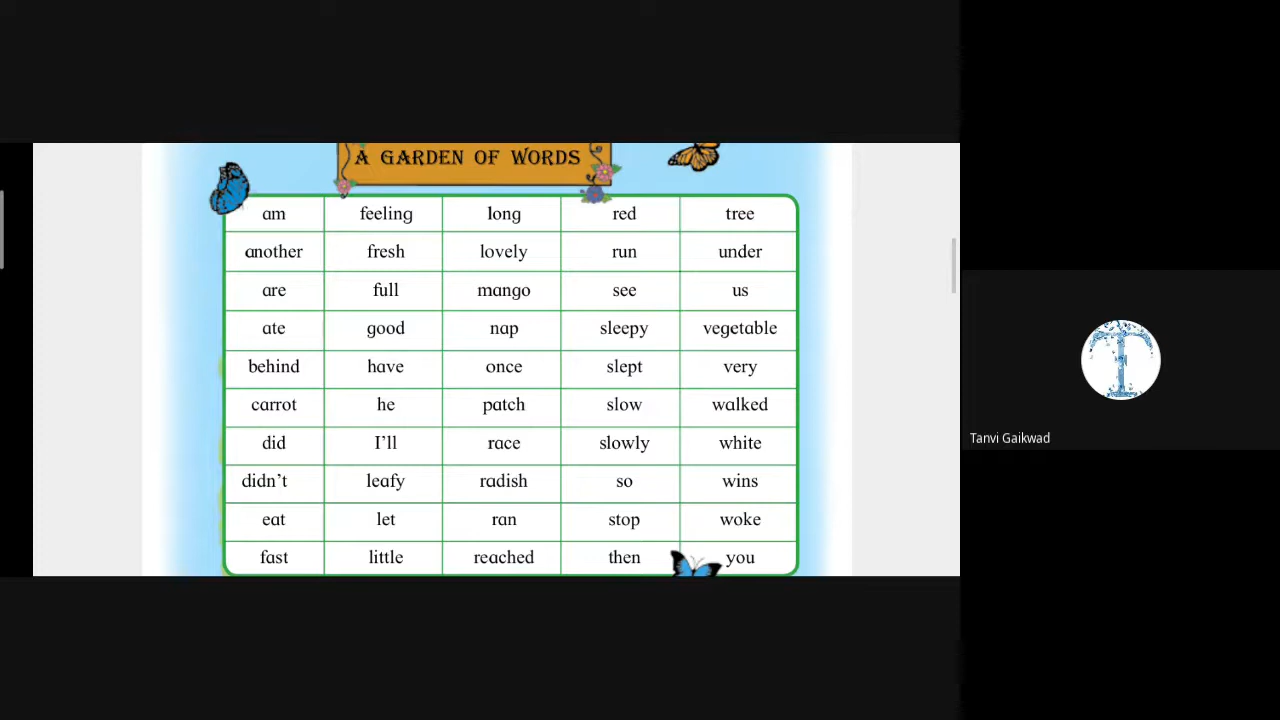 A GARDEN OF WORDS
am feeling long red tree
another fresh lovely run under
are full mango see us
ate good nap sleepy vegetable
behind have once slept very
carrot he patch slow walked
did I'll race slowly white
didn't leafy radish so wins
eat let ran stop woke
fast little reached then you
T
Tanvi Gaikwad